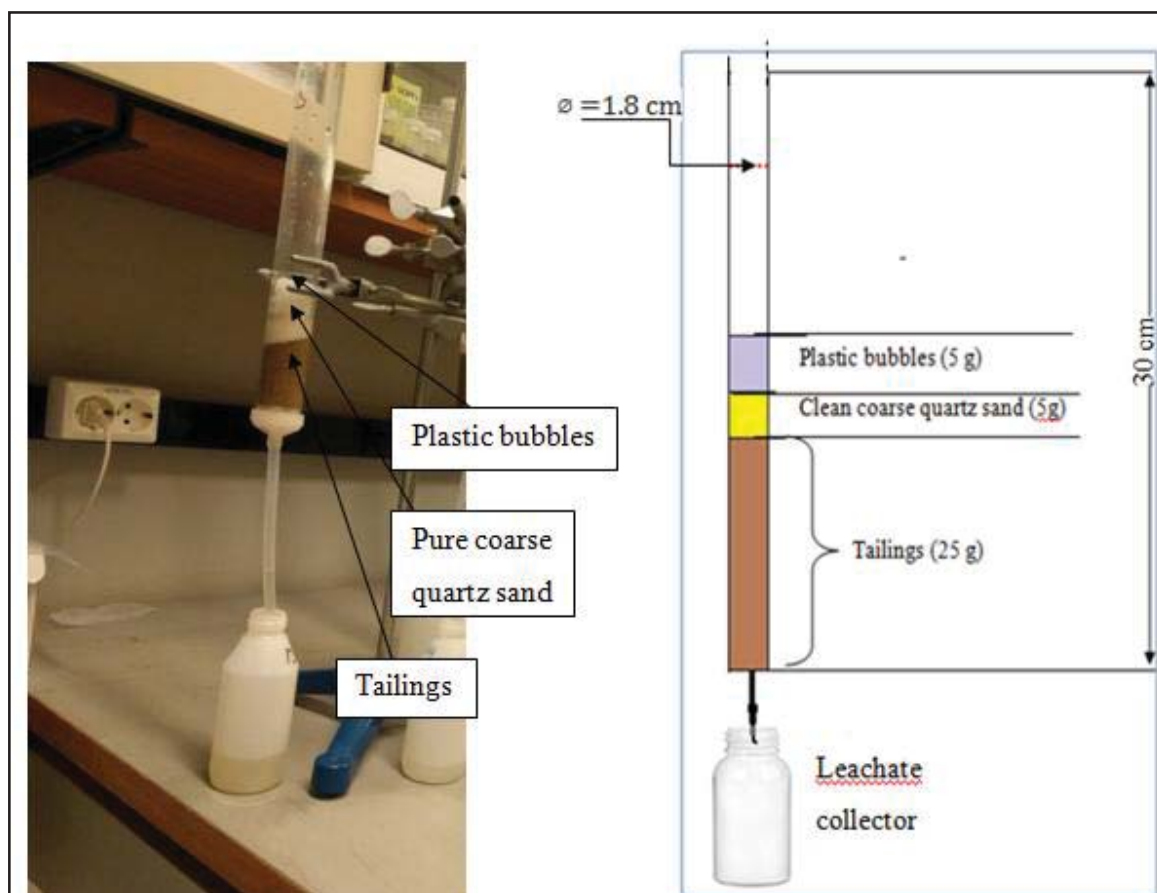 Plastic bubbles
Pure coarse
quartz sand
Tailings
⌀ =1.8 cm
30 cm
Plastic bubbles (5 g)
Clean coarse quartz sand (5g)
Tailings (25 g)
Leachate
collector